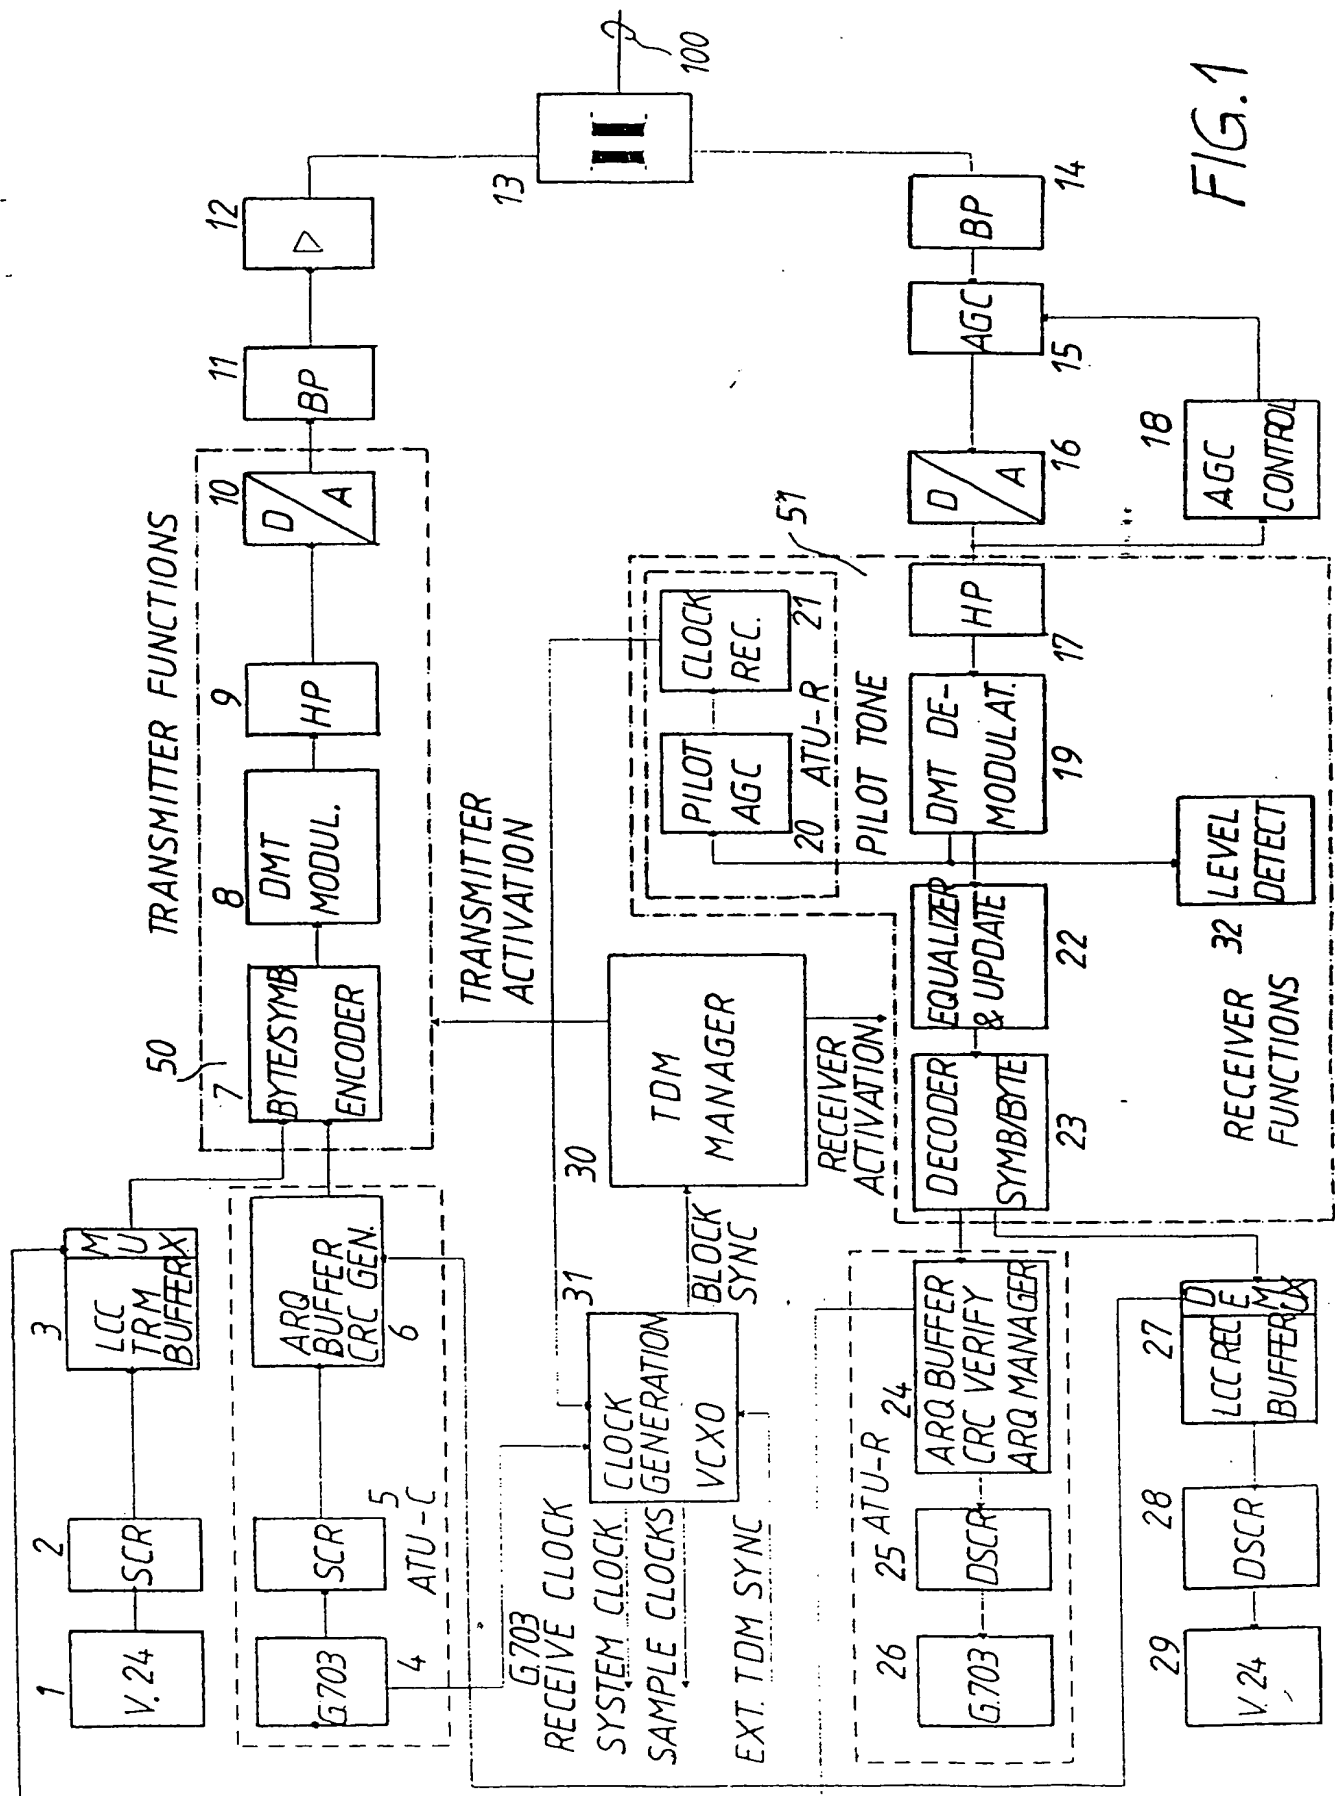 FIG.1
100
13
12
11
BP
TRANSMITTER FUNCTIONS
10
D/A
9
HP
8
DMT
MODUL.
50
7
BYTE/SYMB
ENCODER
3
LCC
TRM
BUFFER
MUX
2
SCR
1
V.24
ARQ
BUFFER
CRC GEN.
6
SCR
5
ATU-C
G.703
4
TRANSMITTER
ACTIVATION
30
TDM
MANAGER
RECEIVER
ACTIVATION
31
CLOCK
GENERATION
VCXO
BLOCK
SYNC
G.703
RECEIVE CLOCK
SYSTEM CLOCK
SAMPLE CLOCKS
EXT. TDM SYNC
14
BP
AGC
15
D/A
16
18
AGC
CONTROL
51
HP
17
CLOCK
REC.
21
PILOT
AGC
20
ATU-R
PILOT TONE
DMT DE-
MODULAT.
19
32
LEVEL
DETECT
EQUALIZER
& UPDATE
22
DECODER
SYMB/BYTE
23
RECEIVER
FUNCTIONS
24
ARQ BUFFER
CRC VERIFY
ARQ MANAGER
ATU-R
25
DSCR
26
G.703
27
LCC REC
BUFFER
DEMUX
28
DSCR
29
V.24